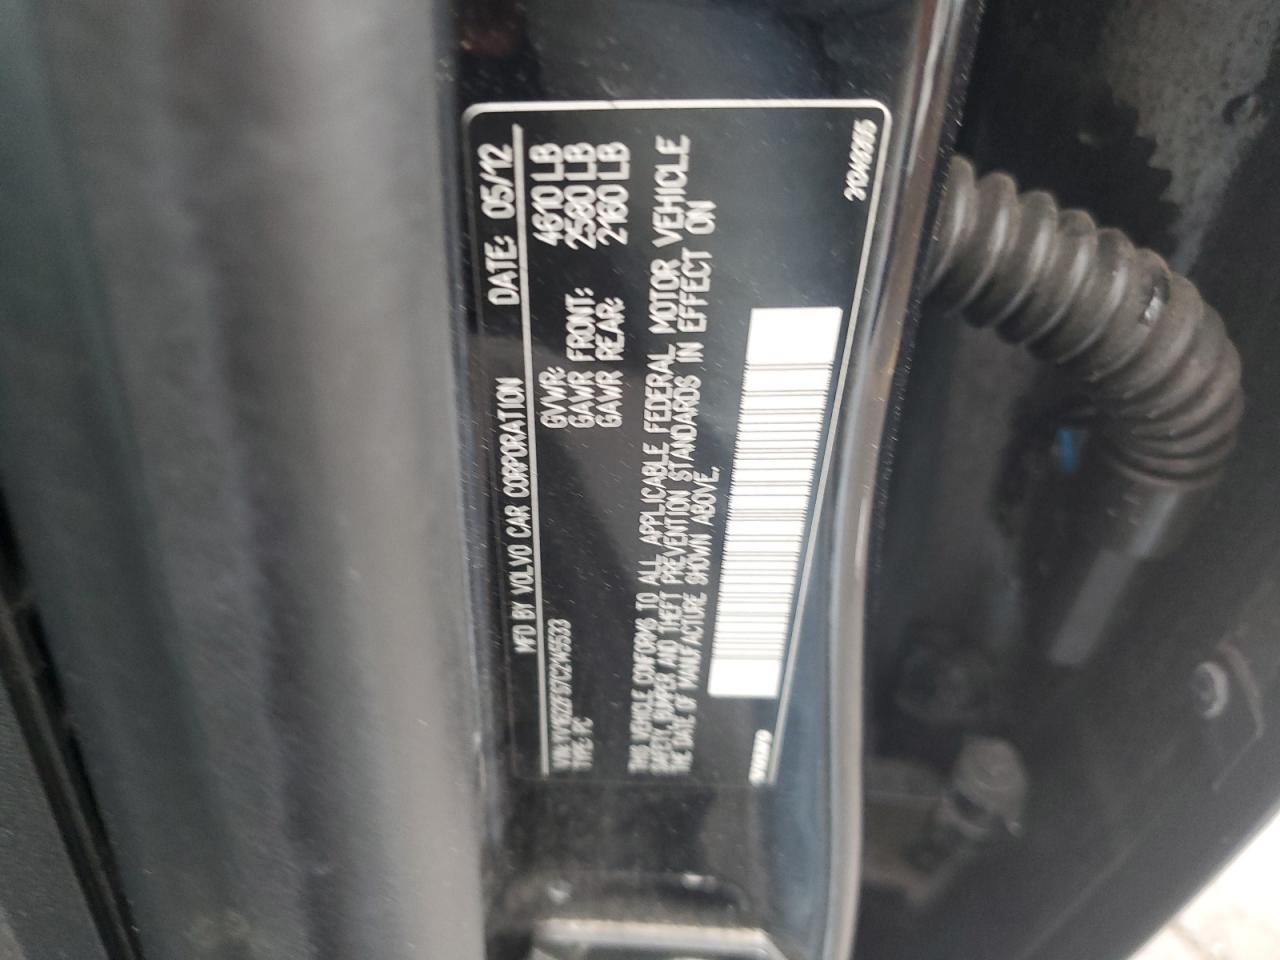 MFD BY VOLVO CAR CORPORATION DATE: 05/12
GVWR: 4610 LB
GAWR FRONT: 2580 LB
GAWR REAR: 2160 LB
TYPE: FC
THIS VEHICLE CONFORMS TO ALL APPLICABLE FEDERAL MOTOR VEHICLE
SAFETY, BUMPER AND THEFT PREVENTION STANDARDS IN EFFECT ON
THE DATE OF MANUFACTURE SHOWN ABOVE.